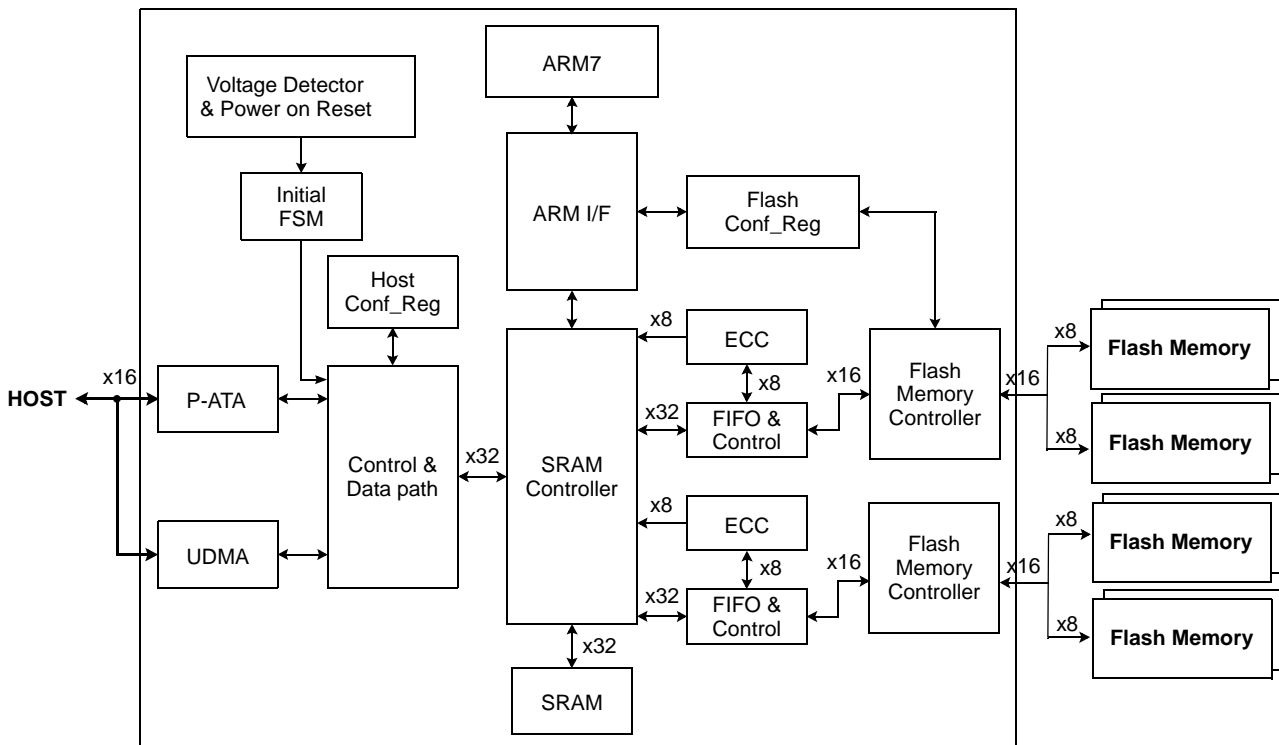 Voltage Detector
& Power on Reset
ARM7
Initial
FSM
ARM I/F
Flash
Conf_Reg
Host
Conf_Reg
HOST
x16
P-ATA
UDMA
Control &
Data path
x32
SRAM
Controller
x8
ECC
x8
x32
FIFO &
Control
x16
Flash
Memory
Controller
x16
x8
Flash Memory
x8
Flash Memory
x8
ECC
x8
x32
FIFO &
Control
x16
Flash
Memory
Controller
x16
x8
Flash Memory
x8
Flash Memory
x32
SRAM